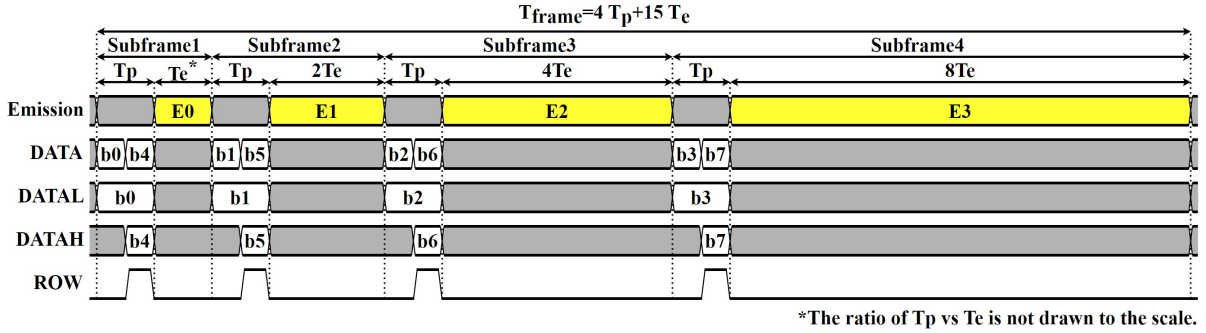 Tframe=4 Tp+15 Te
Subframe1 Subframe2 Subframe3 Subframe4
Tp Te* Tp 2Te Tp 4Te Tp 8Te
Emission E0 E1 E2 E3
DATA b0 b4 b1 b5 b2 b6 b3 b7
DATAL b0 b1 b2 b3
DATAH b4 b5 b6 b7
ROW
*The ratio of Tp vs Te is not drawn to the scale.